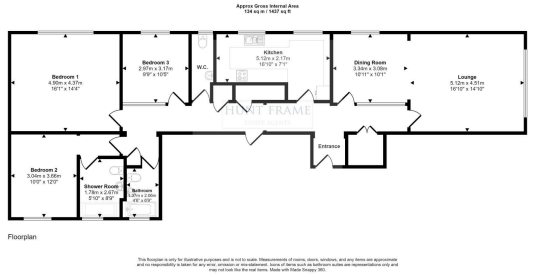 Approx Gross Internal Area
134 sq m / 1437 sq ft
Bedroom 1
4.90m x 4.37m
16'1" x 14'4"
Bedroom 3
2.97m x 3.17m
9'9" x 10'5"
W.C.
Kitchen
5.12m x 2.17m
16'10" x 7'1"
Dining Room
3.34m x 3.08m
10'11" x 10'1"
Lounge
5.12m x 4.51m
16'10" x 14'10"
HUNT FRAME
Entrance
Bedroom 2
3.04m x 3.66m
10'0" x 12'0"
Shower Room
1.78m x 2.67m
5'10" x 8'9"
Bathroom
Floorplan
This floorplan is only for illustrative purposes and is not to scale. Measurements of rooms, doors, windows, and any items are approximate
and no responsibility is taken for any error, omission or mis-statement. Icons of items such as bathroom suites are representations only and
may not look like the real items. Made with Made Snappy 360.